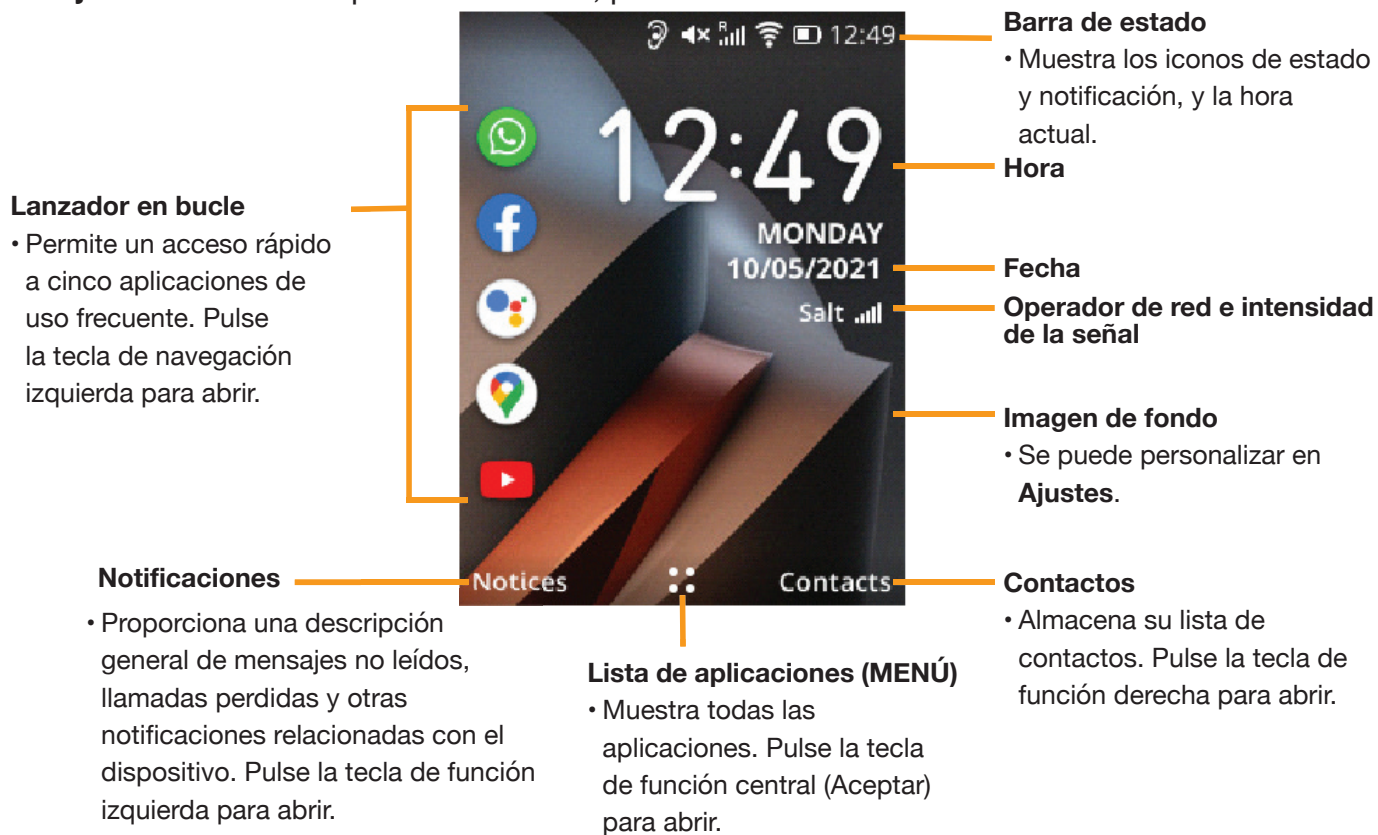 12:49
12:49
MONDAY
10/05/2021
Salt
Notices
Contacts
Barra de estado
• Muestra los iconos de estado
y notificación, y la hora
actual.
Hora
Lanzador en bucle
• Permite un acceso rápido
a cinco aplicaciones de
uso frecuente. Pulse
la tecla de navegación
izquierda para abrir.
Fecha
Operador de red e intensidad
de la señal
Imagen de fondo
• Se puede personalizar en
Ajustes.
Notificaciones
• Proporciona una descripción
general de mensajes no leídos,
llamadas perdidas y otras
notificaciones relacionadas con el
dispositivo. Pulse la tecla de función
izquierda para abrir.
Lista de aplicaciones (MENÚ)
• Muestra todas las
aplicaciones. Pulse la tecla
de función central (Aceptar)
para abrir.
Contactos
• Almacena su lista de
contactos. Pulse la tecla de
función derecha para abrir.